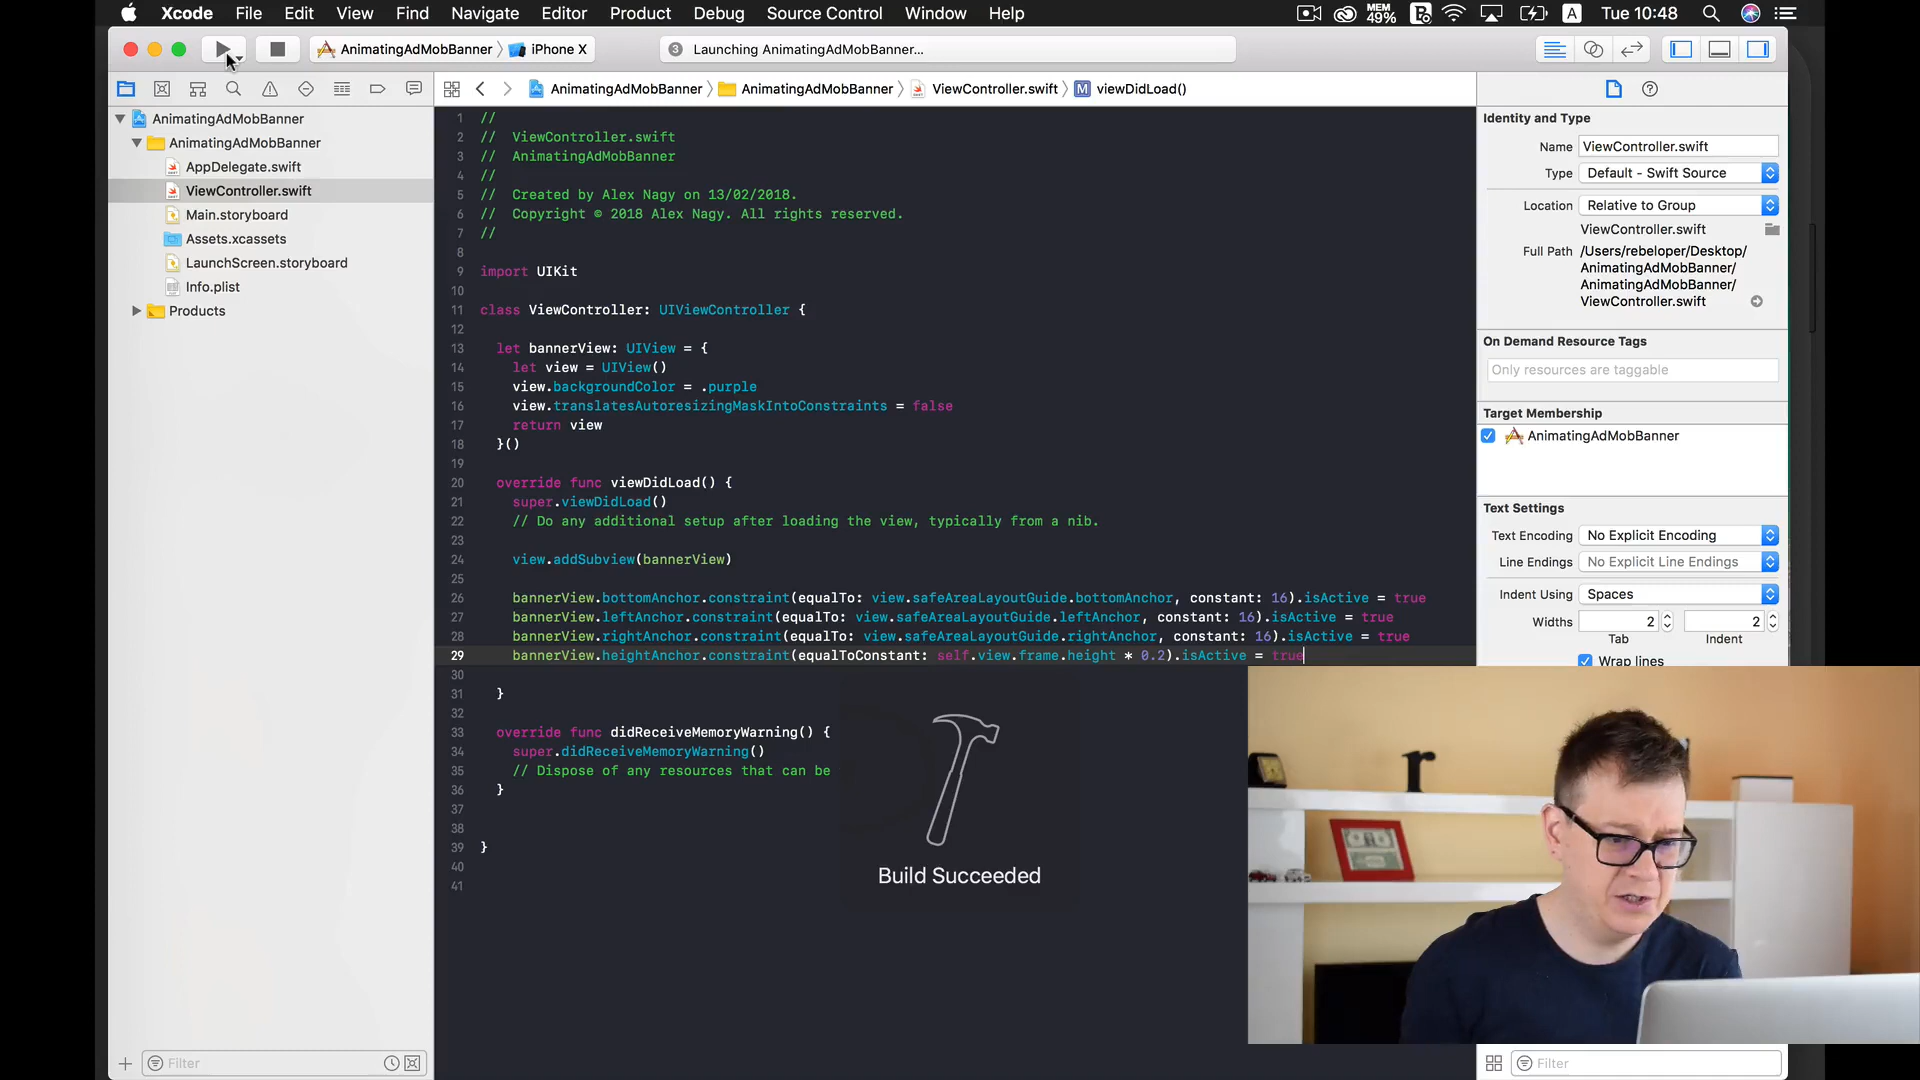 Xcode File Edit View Find Navigate Editor Product Debug Source Control Window Help MEM 49% A Tue 10:48
AnimatingAdMobBanner iPhone X 3 Launching AnimatingAdMobBanner...
AnimatingAdMobBanner AnimatingAdMobBanner ViewController.swift M viewDidLoad()
AnimatingAdMobBanner
AnimatingAdMobBanner
AppDelegate.swift
ViewController.swift
Main.storyboard
Assets.xcassets
LaunchScreen.storyboard
Info.plist
Products
Filter
1 //
2 // ViewController.swift
3 // AnimatingAdMobBanner
4 //
5 // Created by Alex Nagy on 13/02/2018.
6 // Copyright © 2018 Alex Nagy. All rights reserved.
7 //
8
9 import UIKit
10
11 class ViewController: UIViewController {
12
13 let bannerView: UIView = {
14 let view = UIView()
15 view.backgroundColor = .purple
16 view.translatesAutoresizingMaskIntoConstraints = false
17 return view
18 }()
19
20 override func viewDidLoad() {
21 super.viewDidLoad()
22 // Do any additional setup after loading the view, typically from a nib.
23
24 view.addSubview(bannerView)
25
26 bannerView.bottomAnchor.constraint(equalTo: view.safeAreaLayoutGuide.bottomAnchor, constant: 16).isActive = true
27 bannerView.leftAnchor.constraint(equalTo: view.safeAreaLayoutGuide.leftAnchor, constant: 16).isActive = true
28 bannerView.rightAnchor.constraint(equalTo: view.safeAreaLayoutGuide.rightAnchor, constant: 16).isActive = true
29 bannerView.heightAnchor.constraint(equalToConstant: self.view.frame.height * 0.2).isActive = true
30
31 }
32
33 override func didReceiveMemoryWarning() {
34 super.didReceiveMemoryWarning()
35 // Dispose of any resources that can be
36 }
37
38
39 }
40
41
Build Succeeded
Identity and Type
Name ViewController.swift
Type Default - Swift Source
Location Relative to Group
ViewController.swift
Full Path /Users/rebeloper/Desktop/
AnimatingAdMobBanner/
AnimatingAdMobBanner/
ViewController.swift
On Demand Resource Tags
Only resources are taggable
Target Membership
AnimatingAdMobBanner
Text Settings
Text Encoding No Explicit Encoding
Line Endings No Explicit Line Endings
Indent Using Spaces
Widths 2 2
Tab Indent
Wrap lines
r
Filter